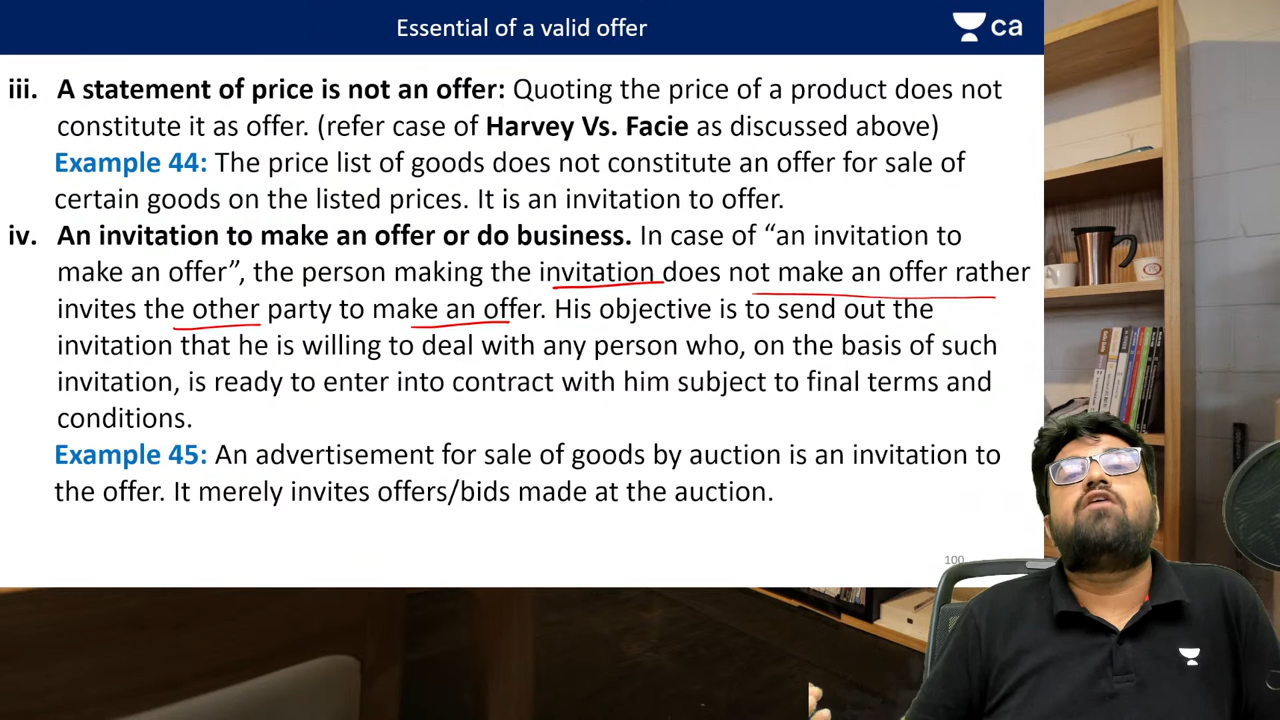 Essential of a valid offer
ca
iii. A statement of price is not an offer: Quoting the price of a product does not
constitute it as offer. (refer case of Harvey Vs. Facie as discussed above)
Example 44: The price list of goods does not constitute an offer for sale of
certain goods on the listed prices. It is an invitation to offer.
iv. An invitation to make an offer or do business. In case of “an invitation to
make an offer”, the person making the invitation does not make an offer rather
invites the other party to make an offer. His objective is to send out the
invitation that he is willing to deal with any person who, on the basis of such
invitation, is ready to enter into contract with him subject to final terms and
conditions.
Example 45: An advertisement for sale of goods by auction is an invitation to
the offer. It merely invites offers/bids made at the auction.
100